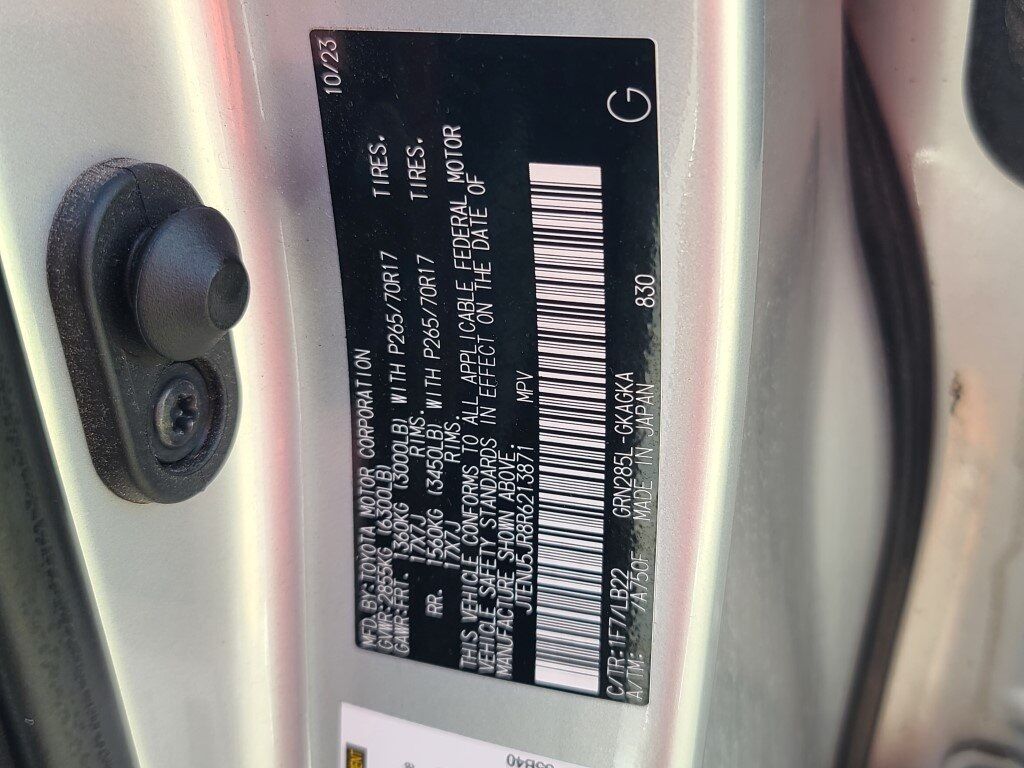 MFD. BY: TOYOTA MOTOR CORPORATION 10/23
GVWR: 2855KG (6300LB)
GAWR: FR. 1360KG (3000LB) WITH P265/70R17 TIRES.
17X7J RIMS.
RR. 1560KG (3450LB) WITH P265/70R17 TIRES.
17X7J RIMS.
THIS VEHICLE CONFORMS TO ALL APPLICABLE FEDERAL MOTOR
VEHICLE SAFETY STANDARDS IN EFFECT ON THE DATE OF
MANUFACTURE SHOWN ABOVE.
JTENU5JR8R6213871 MPV
C/TR: 1F7/LB22 GRN285L-GKAGKA 830 G
A/TM: -/A750F MADE IN JAPAN